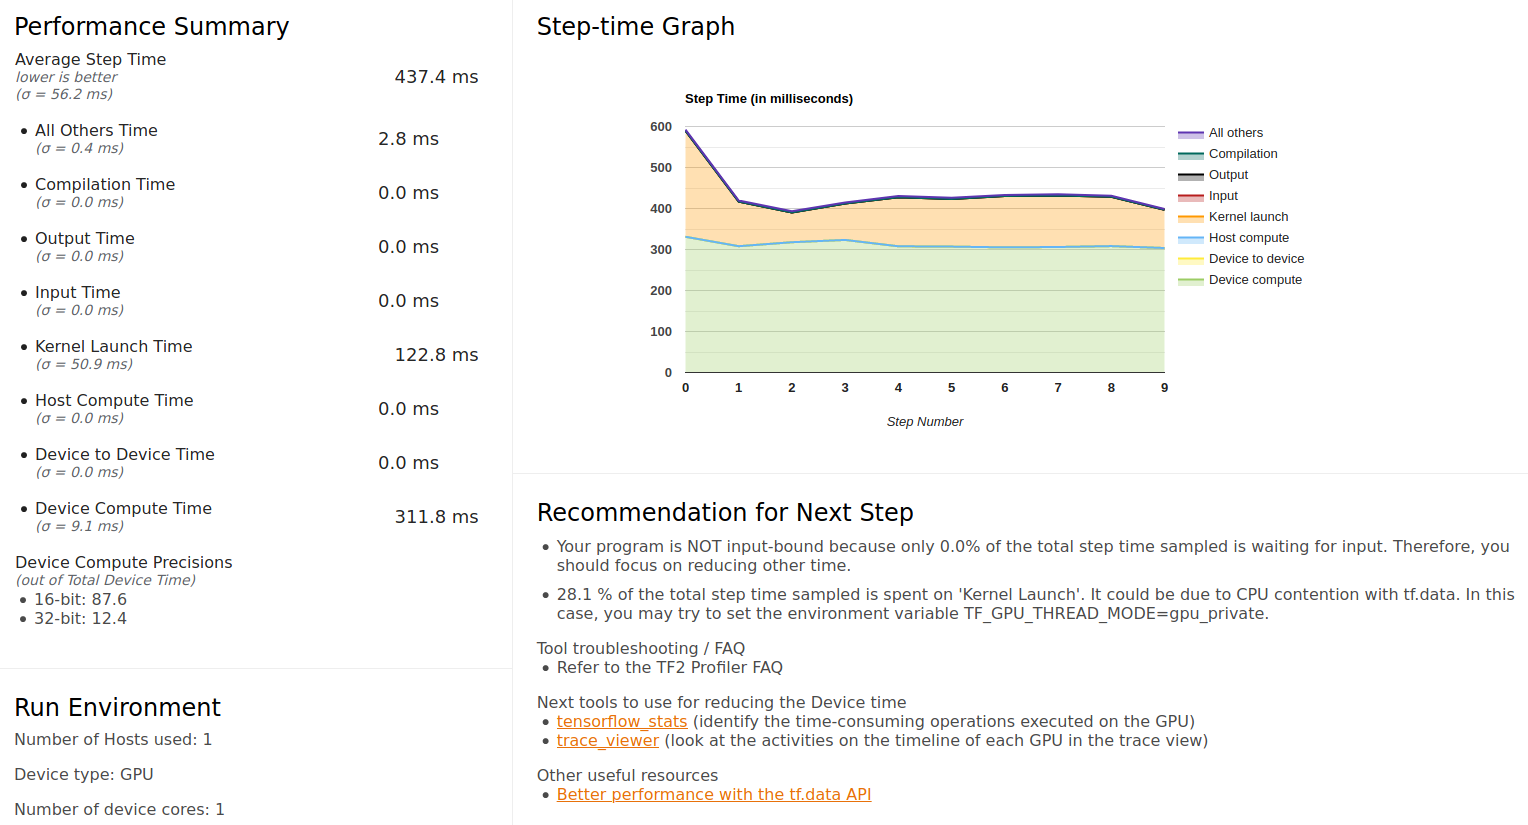 Performance Summary
Average Step Time
lower is better
(σ = 56.2 ms)
437.4 ms
All Others Time
(σ = 0.4 ms)
2.8 ms
Compilation Time
(σ = 0.0 ms)
0.0 ms
Output Time
(σ = 0.0 ms)
0.0 ms
Input Time
(σ = 0.0 ms)
0.0 ms
Kernel Launch Time
(σ = 50.9 ms)
122.8 ms
Host Compute Time
(σ = 0.0 ms)
0.0 ms
Device to Device Time
(σ = 0.0 ms)
0.0 ms
Device Compute Time
(σ = 9.1 ms)
311.8 ms
Device Compute Precisions
(out of Total Device Time)
16-bit: 87.6
32-bit: 12.4
Run Environment
Number of Hosts used: 1
Device type: GPU
Number of device cores: 1
Step-time Graph
Step Time (in milliseconds)
600
500
400
300
200
100
0
0 1 2 3 4 5 6 7 8 9
Step Number
All others
Compilation
Output
Input
Kernel launch
Host compute
Device to device
Device compute
Recommendation for Next Step
Your program is NOT input-bound because only 0.0% of the total step time sampled is waiting for input. Therefore, you
should focus on reducing other time.
28.1 % of the total step time sampled is spent on 'Kernel Launch'. It could be due to CPU contention with tf.data. In this
case, you may try to set the environment variable TF_GPU_THREAD_MODE=gpu_private.
Tool troubleshooting / FAQ
Refer to the TF2 Profiler FAQ
Next tools to use for reducing the Device time
tensorflow_stats (identify the time-consuming operations executed on the GPU)
trace_viewer (look at the activities on the timeline of each GPU in the trace view)
Other useful resources
Better performance with the tf.data API